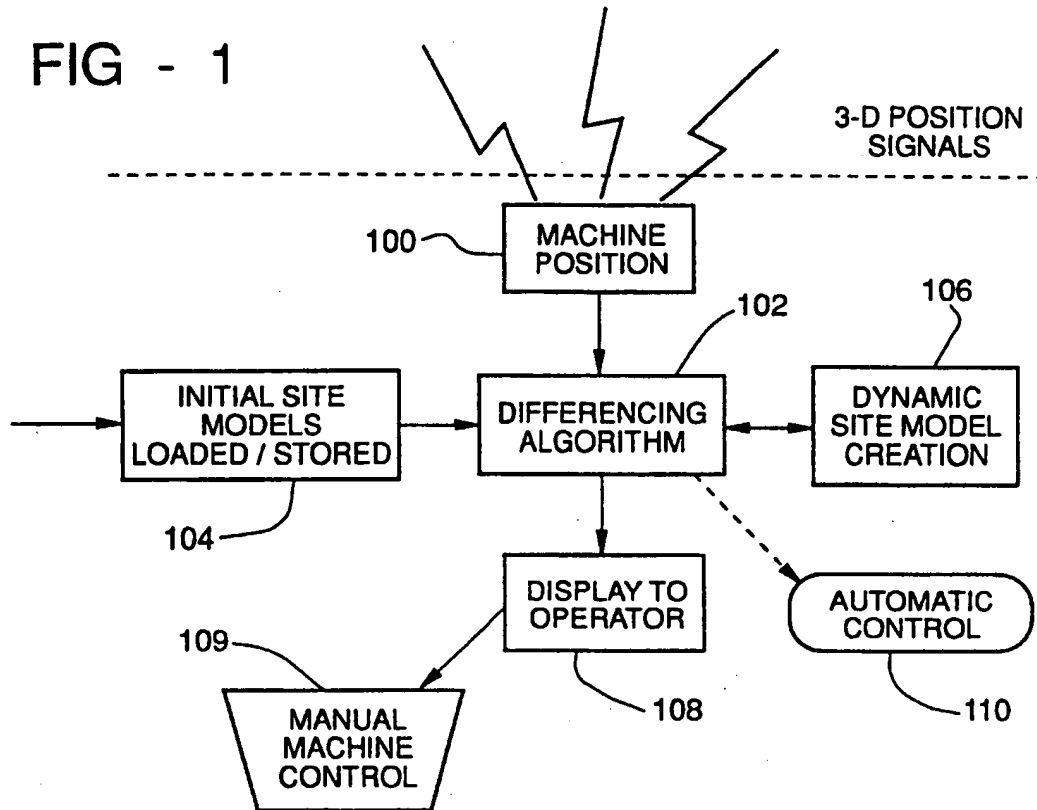 FIG - 1
3-D POSITION
SIGNALS
100
MACHINE
POSITION
102
106
INITIAL SITE
MODELS
LOADED / STORED
DIFFERENCING
ALGORITHM
DYNAMIC
SITE MODEL
CREATION
104
DISPLAY TO
OPERATOR
AUTOMATIC
CONTROL
109
108
110
MANUAL
MACHINE
CONTROL